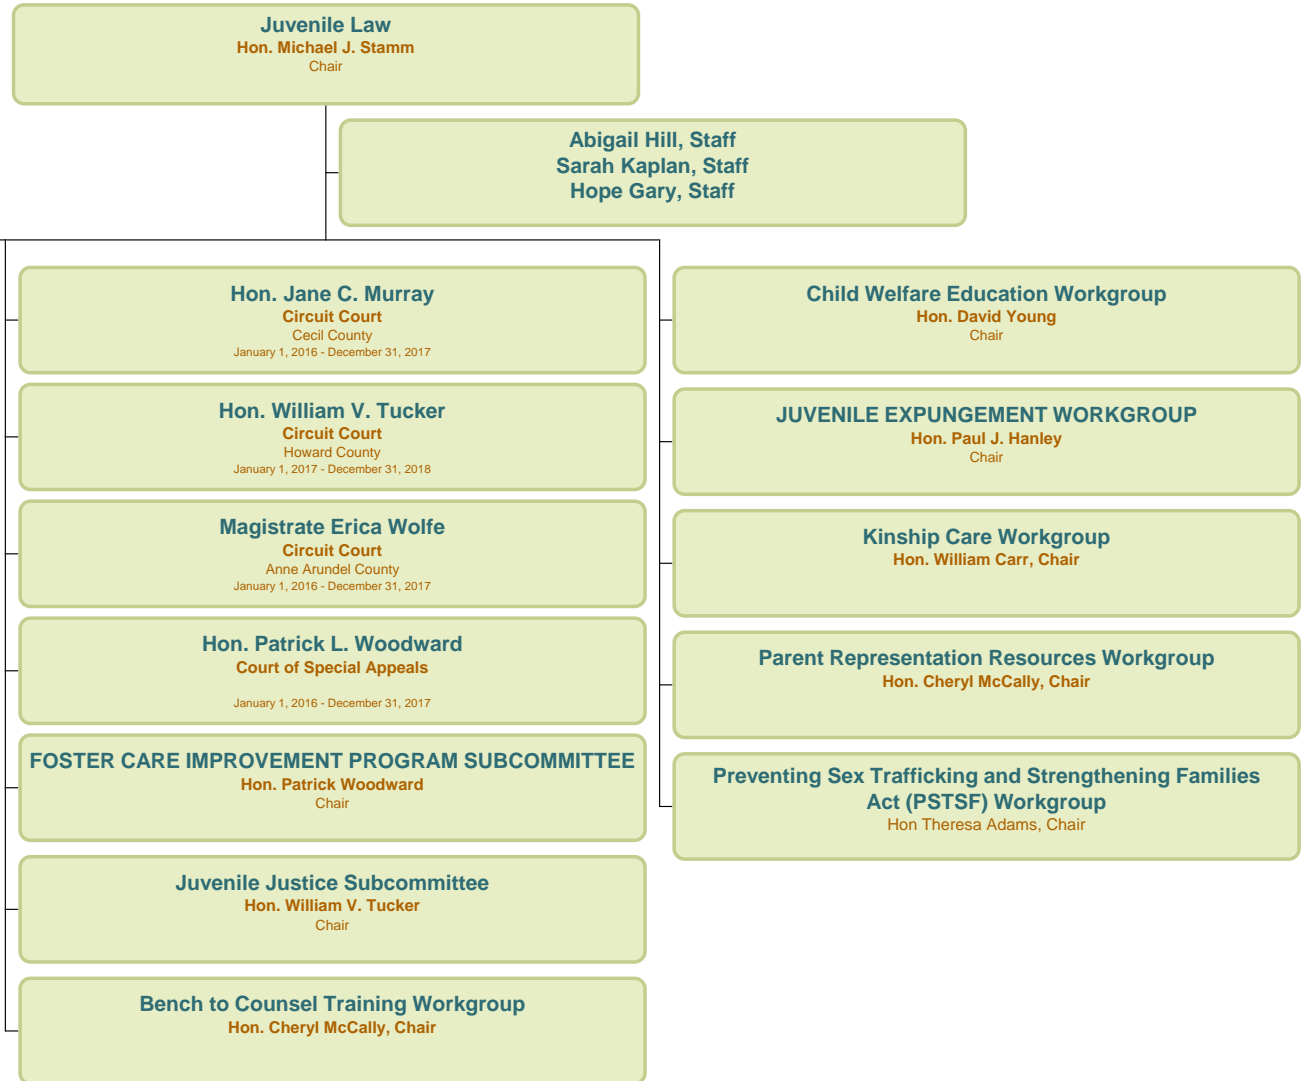 Juvenile Law
Hon. Michael J. Stamm
Chair
Abigail Hill, Staff
Sarah Kaplan, Staff
Hope Gary, Staff
Hon. Jane C. Murray
Circuit Court
Cecil County
January 1, 2016 - December 31, 2017
Hon. William V. Tucker
Circuit Court
Howard County
January 1, 2017 - December 31, 2018
Magistrate Erica Wolfe
Circuit Court
Anne Arundel County
January 1, 2016 - December 31, 2017
Hon. Patrick L. Woodward
Court of Special Appeals
January 1, 2016 - December 31, 2017
FOSTER CARE IMPROVEMENT PROGRAM SUBCOMMITTEE
Hon. Patrick Woodward
Chair
Juvenile Justice Subcommittee
Hon. William V. Tucker
Chair
Bench to Counsel Training Workgroup
Hon. Cheryl McCally, Chair
Child Welfare Education Workgroup
Hon. David Young
Chair
JUVENILE EXPUNGEMENT WORKGROUP
Hon. Paul J. Hanley
Chair
Kinship Care Workgroup
Hon. William Carr, Chair
Parent Representation Resources Workgroup
Hon. Cheryl McCally, Chair
Preventing Sex Trafficking and Strengthening Families
Act (PSTSF) Workgroup
Hon Theresa Adams, Chair